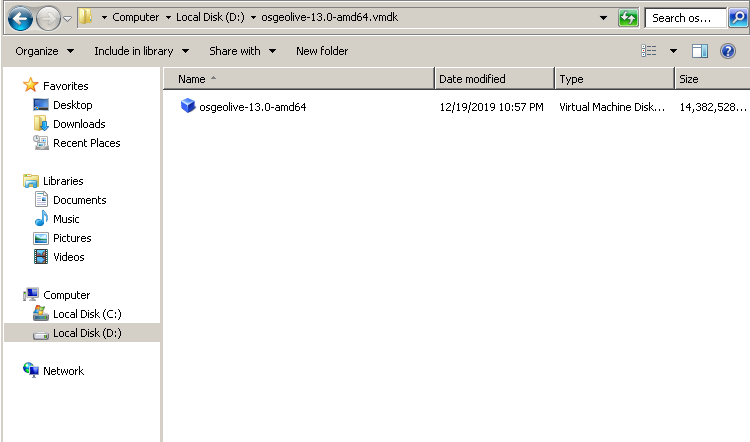 Computer Local Disk (D:) osgeolive-13.0-amd64.vmdk Search os...
Organize Include in library Share with New folder
Name Date modified Type Size
osgeolive-13.0-amd64 12/19/2019 10:57 PM Virtual Machine Disk... 14,382,528...
Favorites
Desktop
Downloads
Recent Places
Libraries
Documents
Music
Pictures
Videos
Computer
Local Disk (C:)
Local Disk (D:)
Network